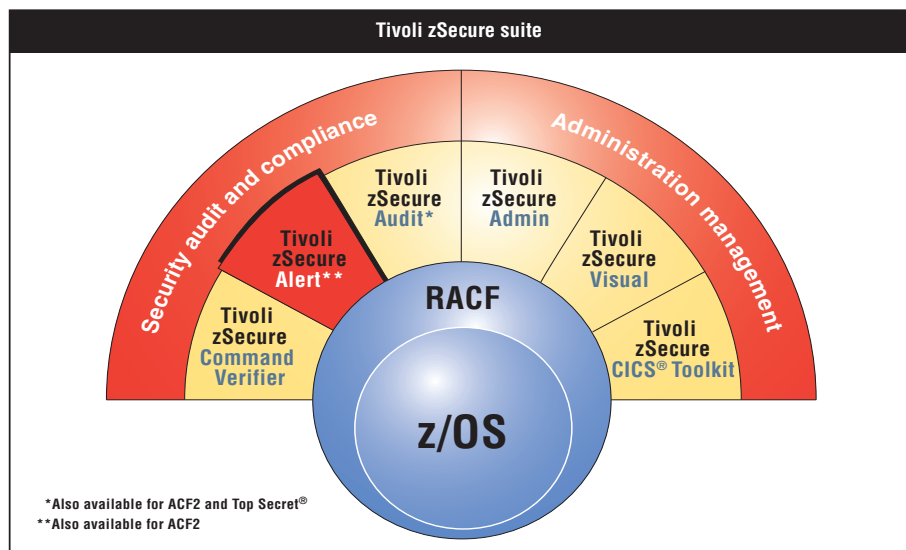 Tivoli zSecure suite
Security audit and compliance
Administration management
Tivoli
zSecure
Command
Verifier
Tivoli
zSecure
Alert**
Tivoli
zSecure
Audit*
Tivoli
zSecure
Admin
Tivoli
zSecure
Visual
Tivoli
zSecure
CICS® Toolkit
RACF
z/OS
*Also available for ACF2 and Top Secret®
**Also available for ACF2